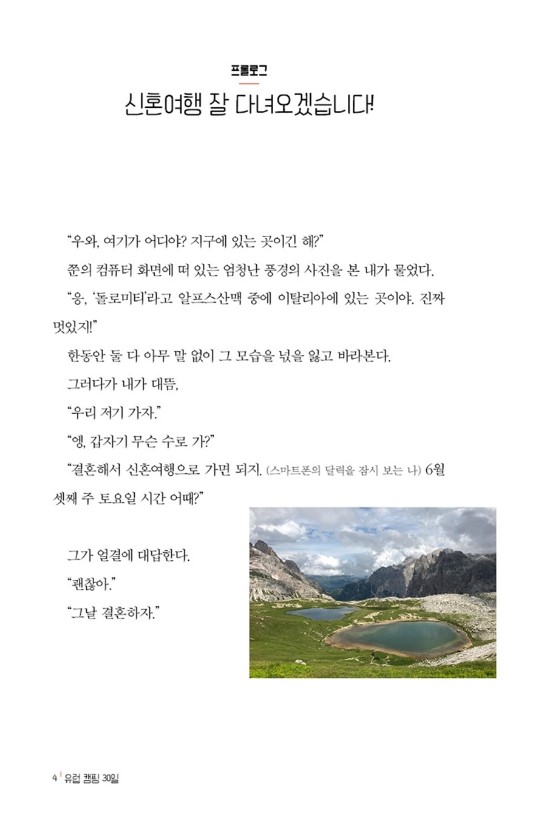 프롤로그
신혼여행 잘 다녀오겠습니다!
“우와, 여기가 어디야? 지구에 있는 곳이긴 해?”
쭌의 컴퓨터 화면에 떠 있는 엄청난 풍경의 사진을 본 내가 물었다.
“응, ‘돌로미티’라고 알프스산맥 중에 이탈리아에 있는 곳이야. 진짜
멋있지!”
한동안 둘 다 아무 말 없이 그 모습을 넋을 잃고 바라본다.
그러다가 내가 대뜸,
“우리 저기 가자.”
“엥, 갑자기 무슨 수로 가?”
“결혼해서 신혼여행으로 가면 되지. (스마트폰의 달력을 잠시 보는 나) 6월
셋째 주 토요일 시간 어때?”
그가 얼결에 대답한다.
“괜찮아.”
“그날 결혼하자.”
4 | 유럽 캠핑 30일